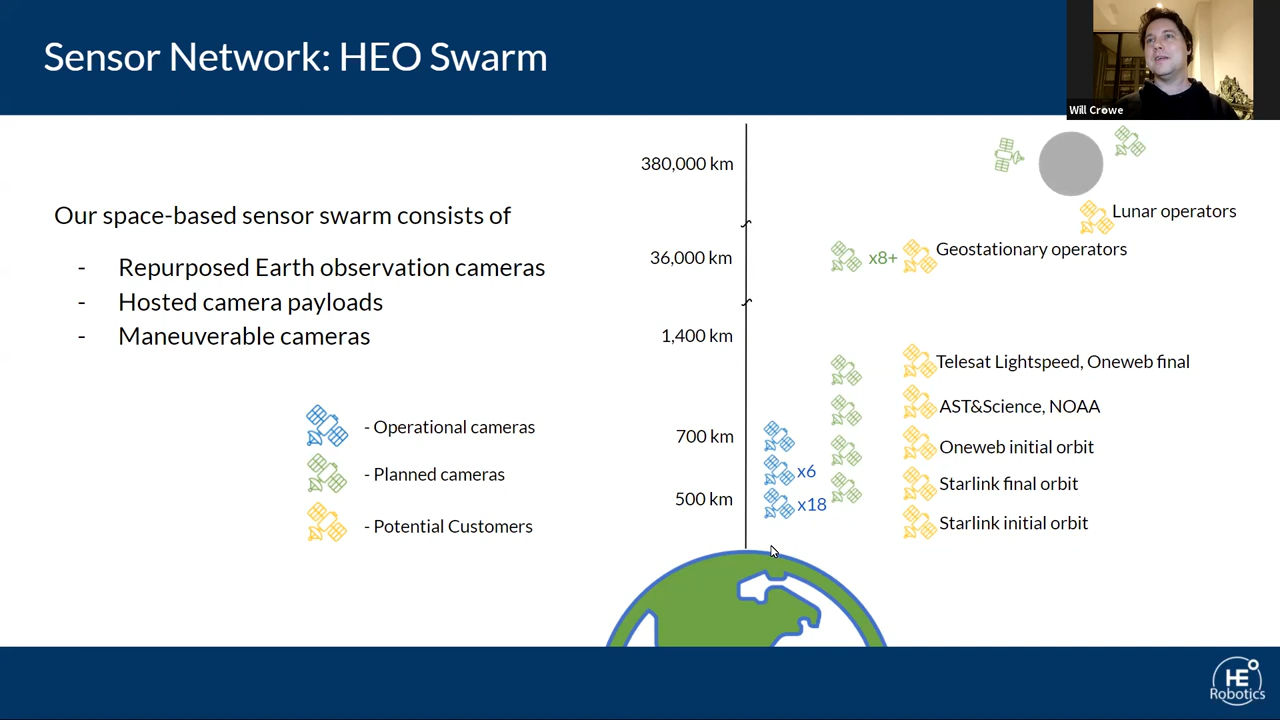 Sensor Network: HEO Swarm
Will Crowe
Our space-based sensor swarm consists of
- Repurposed Earth observation cameras
- Hosted camera payloads
- Maneuverable cameras
- Operational cameras
- Planned cameras
- Potential Customers
380,000 km
36,000 km
1,400 km
700 km
500 km
x6
x18
x8+
Lunar operators
Geostationary operators
Telesat Lightspeed, Oneweb final
AST&Science, NOAA
Oneweb initial orbit
Starlink final orbit
Starlink initial orbit
HE
Robotics